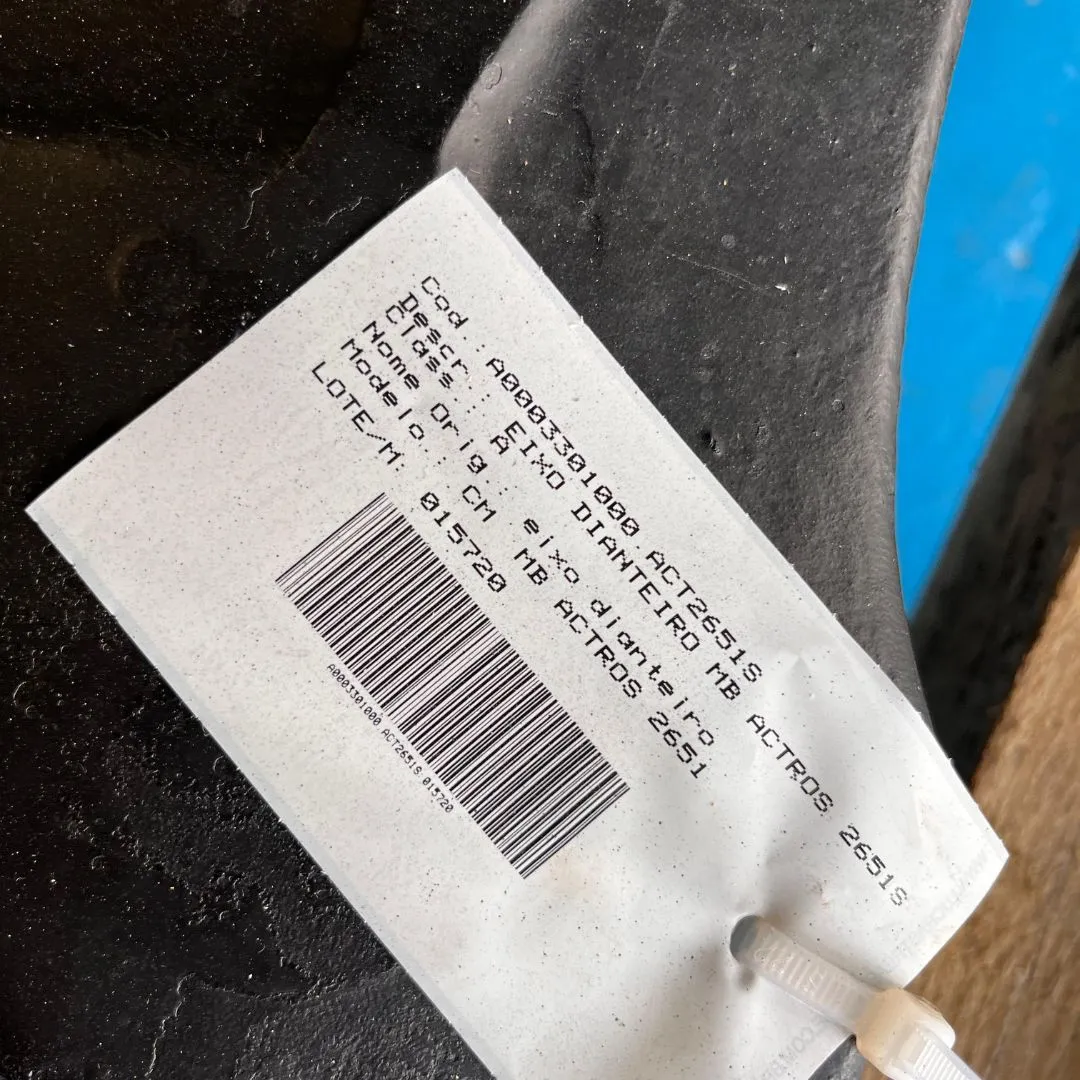 Cod.: A0003301000.ACT2651S
Descr.: EIXO DIANTEIRO MB ACTROS 2651S
Class.: A
Nome Orig.: CM eixo dianteiro
Modelo.: MB ACTROS 2651
LOTE/M: 015720
A0003301000.ACT2651S.015720